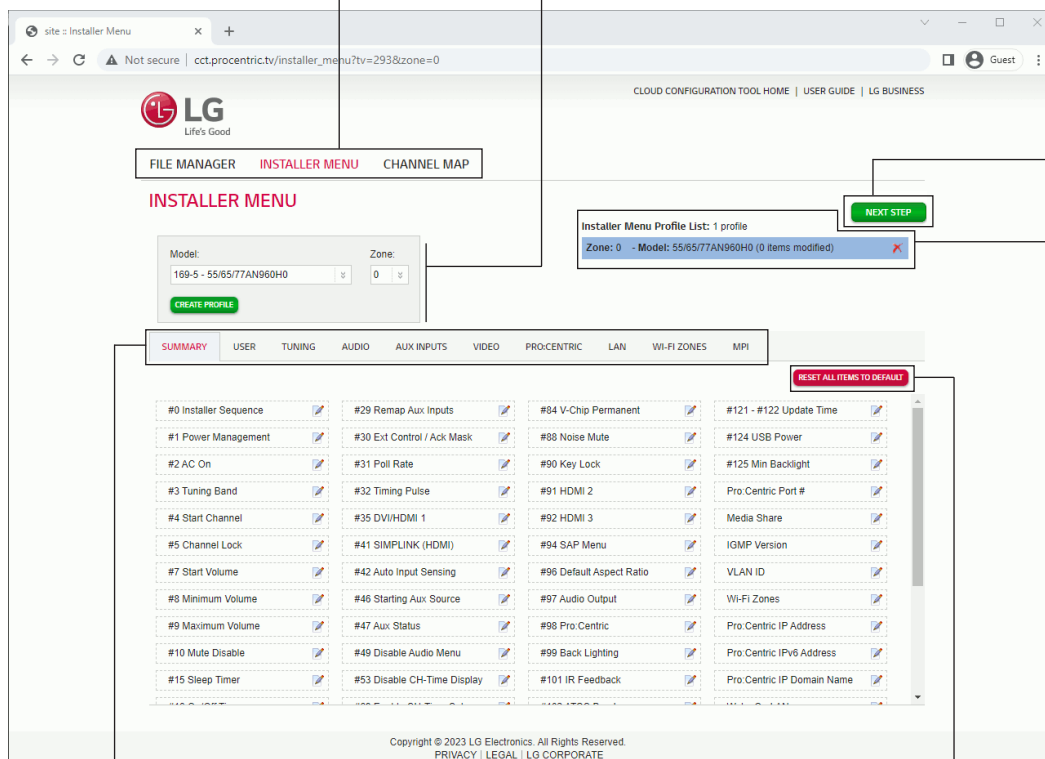 site :: Installer Menu
Not secure | cct.procentric.tv/installer_menu?tv=293&zone=0
Guest
LG
Life's Good
CLOUD CONFIGURATION TOOL HOME | USER GUIDE | LG BUSINESS
FILE MANAGER INSTALLER MENU CHANNEL MAP
INSTALLER MENU
NEXT STEP
Installer Menu Profile List: 1 profile
Zone: 0 - Model: 55/65/77AN960H0 (0 items modified)
Model: Zone:
169-5 - 55/65/77AN960H0 0
CREATE PROFILE
SUMMARY USER TUNING AUDIO AUX INPUTS VIDEO PRO:CENTRIC LAN WI-FI ZONES MPI
RESET ALL ITEMS TO DEFAULT
#0 Installer Sequence #29 Remap Aux Inputs #84 V-Chip Permanent #121 - #122 Update Time
#1 Power Management #30 Ext Control / Ack Mask #88 Noise Mute #124 USB Power
#2 AC On #31 Poll Rate #90 Key Lock #125 Min Backlight
#3 Tuning Band #32 Timing Pulse #91 HDMI 2 Pro:Centric Port #
#4 Start Channel #35 DVI/HDMI 1 #92 HDMI 3 Media Share
#5 Channel Lock #41 SIMPLINK (HDMI) #94 SAP Menu IGMP Version
#7 Start Volume #42 Auto Input Sensing #96 Default Aspect Ratio VLAN ID
#8 Minimum Volume #46 Starting Aux Source #97 Audio Output Wi-Fi Zones
#9 Maximum Volume #47 Aux Status #98 Pro:Centric Pro:Centric IP Address
#10 Mute Disable #49 Disable Audio Menu #99 Back Lighting Pro:Centric IPv6 Address
#15 Sleep Timer #53 Disable CH-Time Display #101 IR Feedback Pro:Centric IP Domain Name
Copyright © 2023 LG Electronics. All Rights Reserved.
PRIVACY | LEGAL | LG CORPORATE